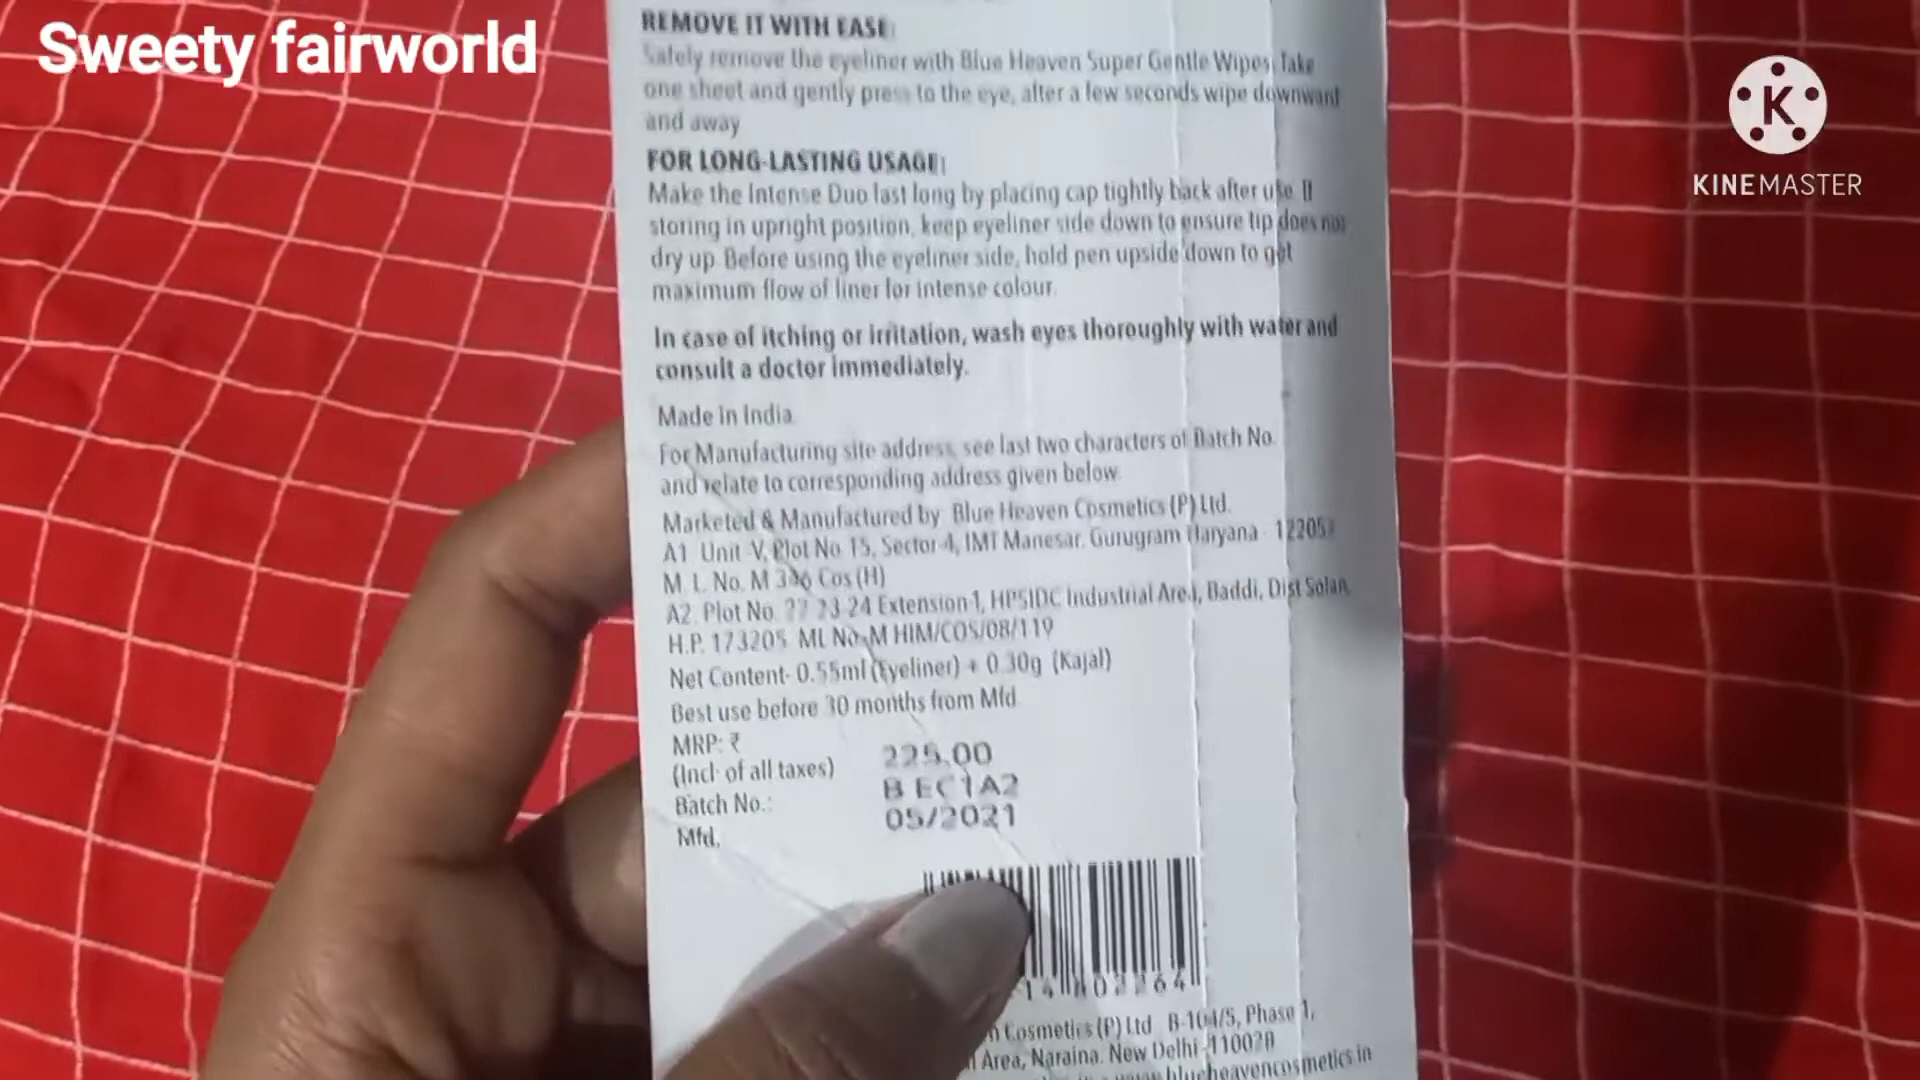 Sweety fairworld
K
KINEMASTER
REMOVE IT WITH EASE:
Safely remove the eyeliner with Blue Heaven Super Gentle Wipes. Take
one sheet and gently press to the eye, after a few seconds wipe downward
and away
FOR LONG-LASTING USAGE:
Make the Intense Duo last long by placing cap tightly back after use. If
storing in upright position, keep eyeliner side down to ensure tip does not
dry up. Before using the eyeliner side, hold pen upside down to get
maximum flow of liner for intense colour.
In case of itching or irritation, wash eyes thoroughly with water and
consult a doctor immediately.
Made in India
For Manufacturing site address, see last two characters of Batch No.
and relate to corresponding address given below.
Marketed & Manufactured by Blue Heaven Cosmetics (P) Ltd.
A1 Unit-V, Plot No 15, Sector-4, IMT Manesar, Gurugram Haryana -
M L No. M Cos (H)
A2. Plot No. 23-24 Extension-1, HPSIDC Industrial Area, Baddi, Dist Solan,
H.P. 173205 ML No-M HIM/COS/08/119
Net Content- 0.55ml (Eyeliner) + 0.30g (Kajal)
Best use before 30 months from Mfd
MRP: ₹ 225.00
(Incl- of all taxes)
Batch No.: B EC1A2
Mfd. 05/2021
Cosmetics (P) Ltd B-104/5, Phase 1,
Area, Naraina. New Delhi-110028
blueheavencosmetics.in